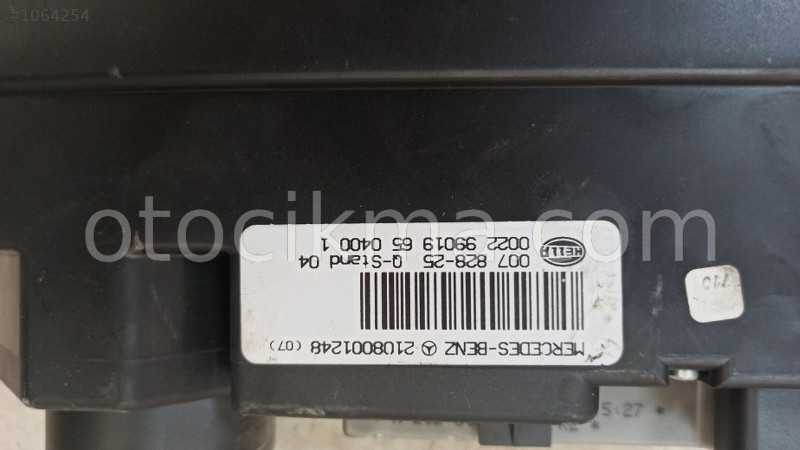 #1064254
otocikma.com
MERCEDES-BENZ 2108001248 (07)
HELLA
007 828-25 Q-Stand 04
0022 99019 65 0400 1
5:27 *